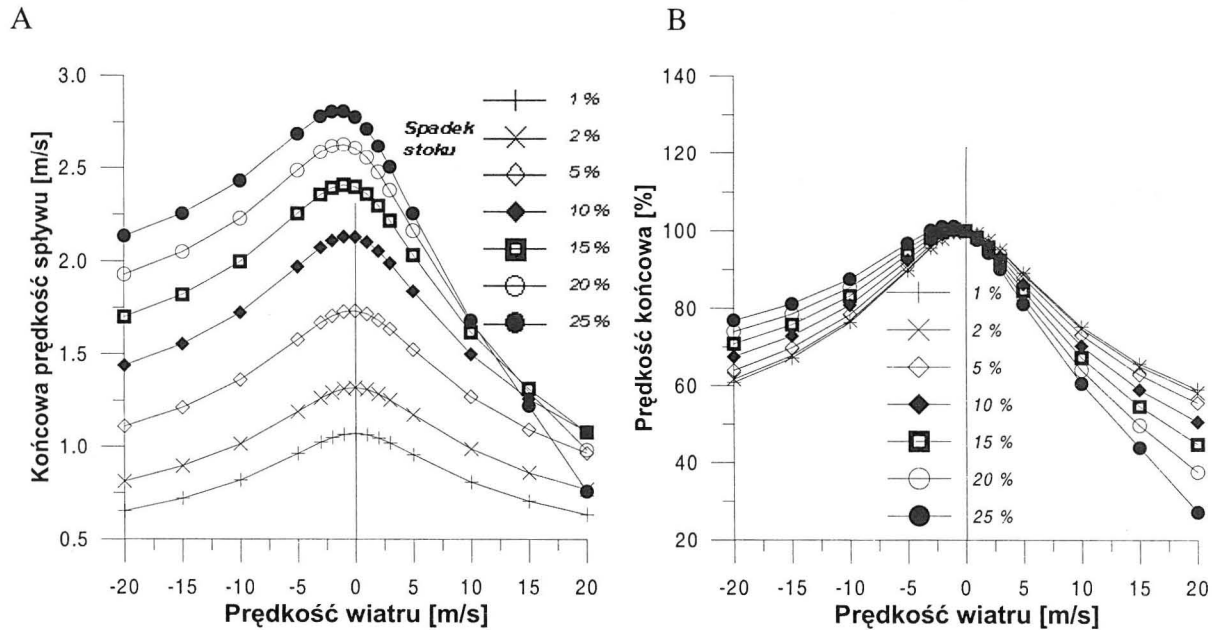 A
Końcowa prędkość spływu [m/s]
3.0
2.5
2.0
1.5
1.0
0.5
-20 -15 -10 -5 0 5 10 15 20
Prędkość wiatru [m/s]
Spadek
stoku
1 %
2 %
5 %
10 %
15 %
20 %
25 %
B
Prędkość końcowa [%]
140
120
100
80
60
40
20
-20 -15 -10 -5 0 5 10 15 20
Prędkość wiatru [m/s]
1 %
2 %
5 %
10 %
15 %
20 %
25 %